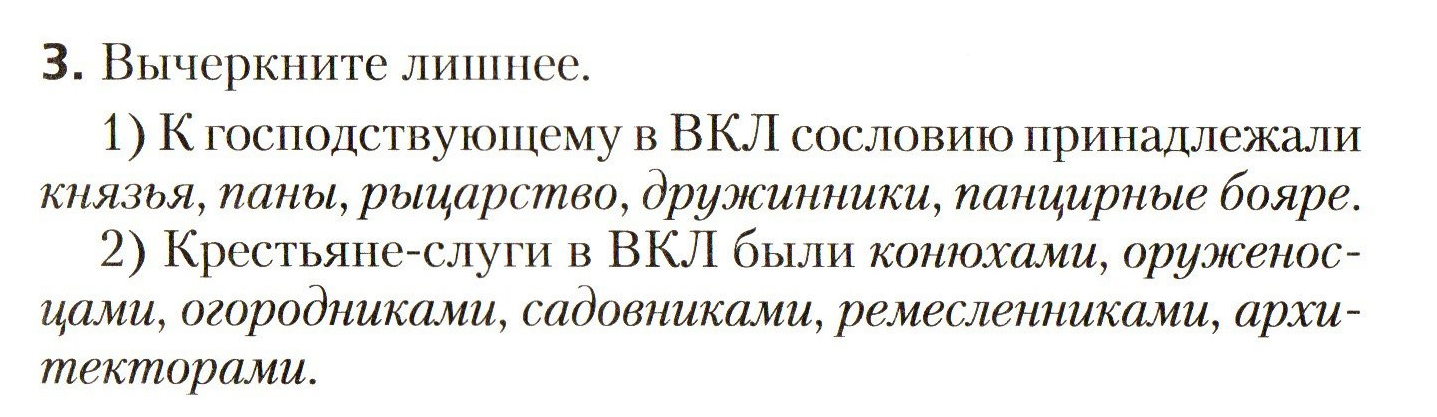 3. Вычеркните лишнее.
1) К господствующему в ВКЛ сословию принадлежали
князья, паны, рыцарство, дружинники, панцирные бояре.
2) Крестьяне-слуги в ВКЛ были конюхами, оруженос-
цами, огородниками, садовниками, ремесленниками, архи-
текторами.